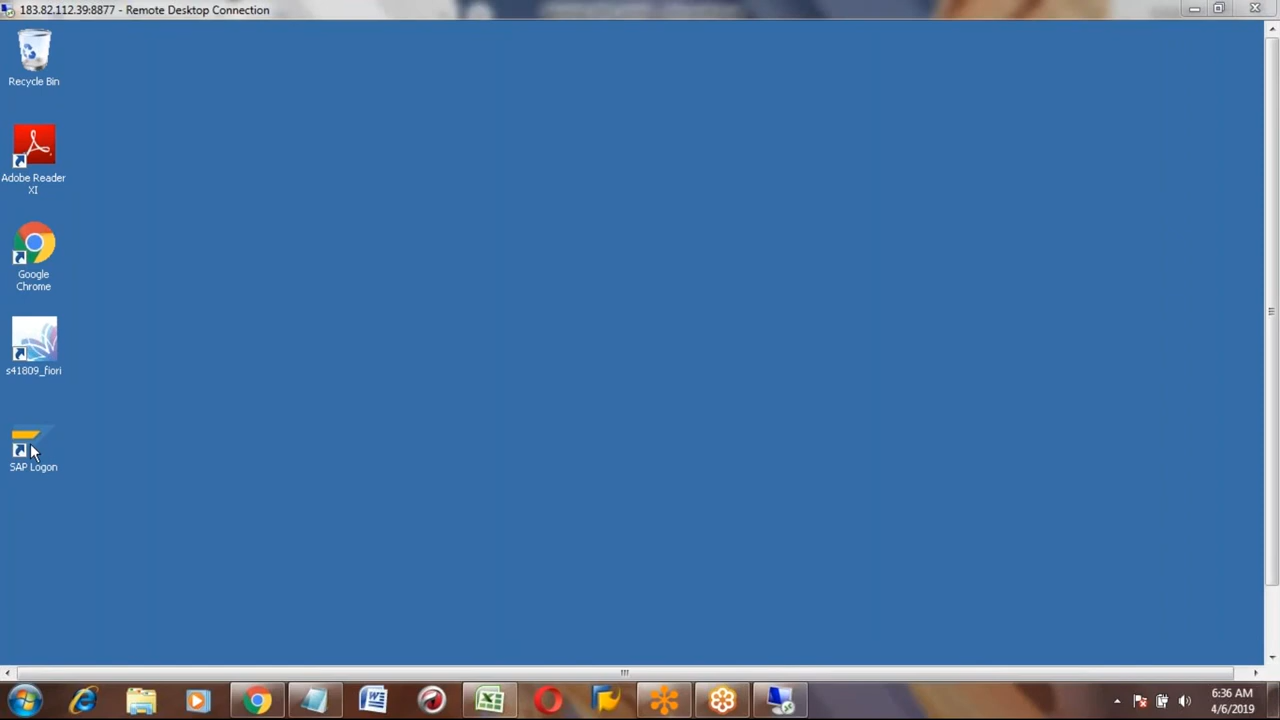 183.82.112.39:8877 - Remote Desktop Connection
Recycle Bin
Adobe Reader
XI
Google
Chrome
s41809_fiori
SAP Logon
6:36 AM
4/6/2019